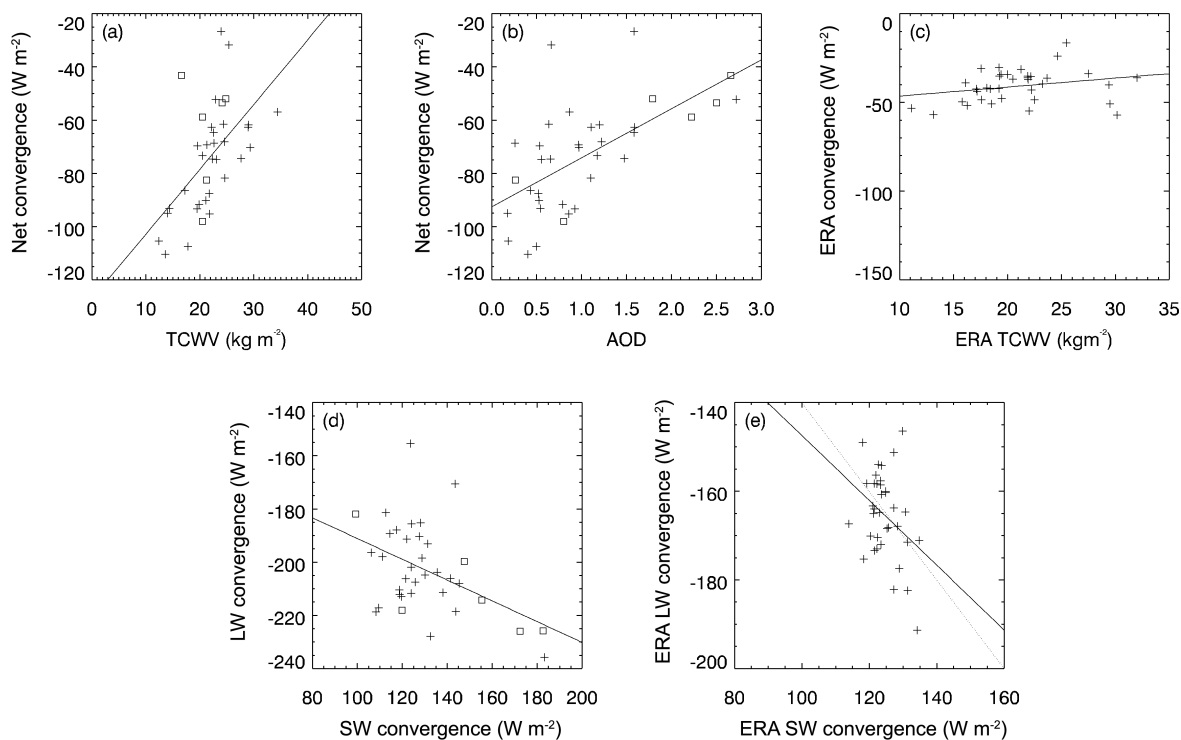 (a)
Net convergence (W m-2)
-20
-40
-60
-80
-100
-120
0 10 20 30 40 50
TCWV (kg m-2)
(b)
Net convergence (W m-2)
-20
-40
-60
-80
-100
-120
0.0 0.5 1.0 1.5 2.0 2.5 3.0
AOD
(c)
ERA convergence (W m-2)
0
-50
-100
-150
10 15 20 25 30 35
ERA TCWV (kgm-2)
(d)
LW convergence (W m-2)
-140
-160
-180
-200
-220
-240
80 100 120 140 160 180 200
SW convergence (W m-2)
(e)
ERA LW convergence (W m-2)
-140
-160
-180
-200
80 100 120 140 160
ERA SW convergence (W m-2)